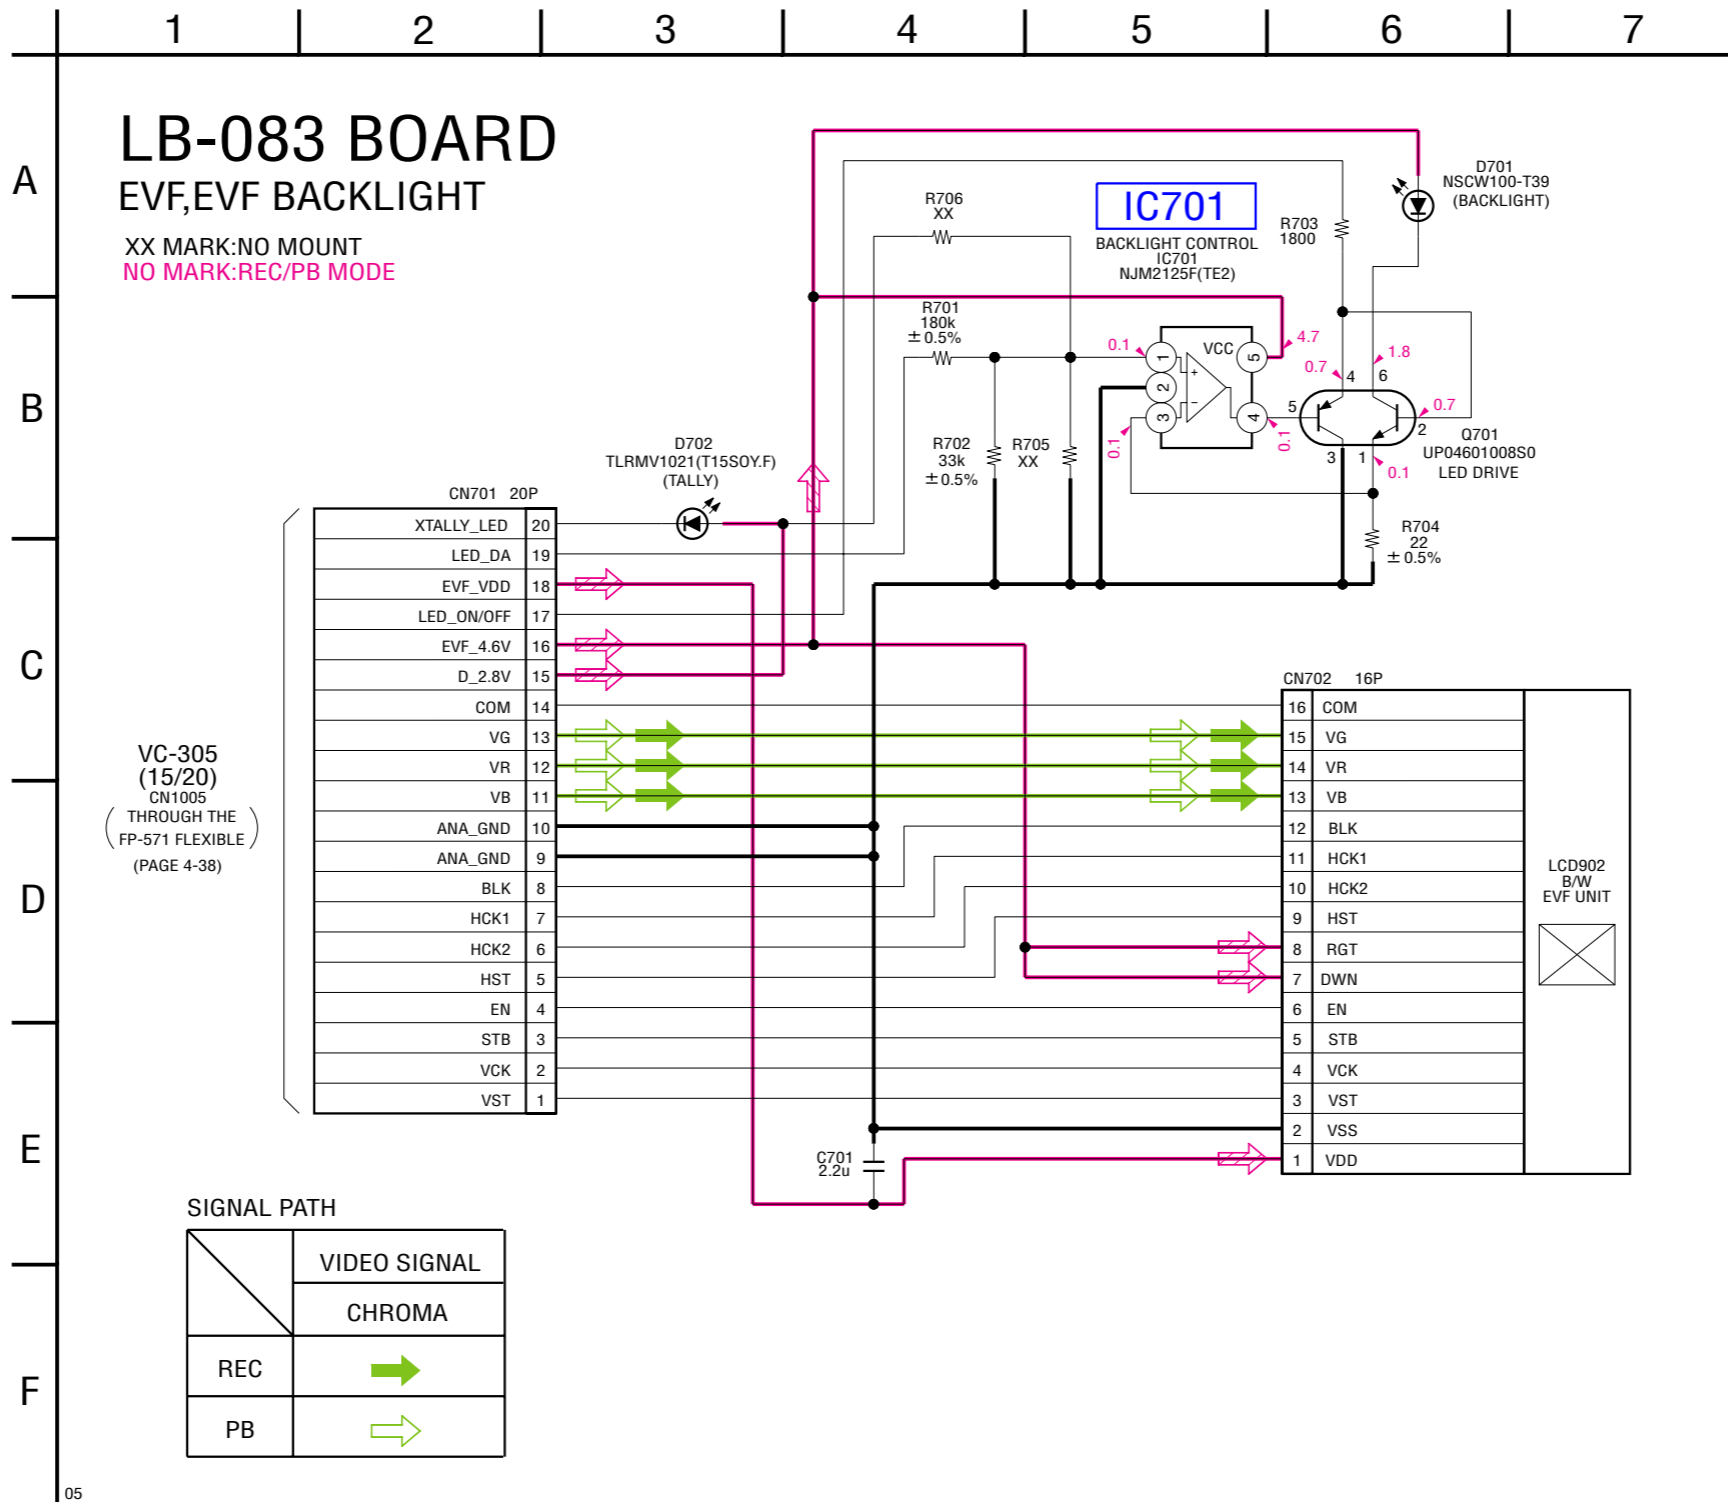 1 2 3 4 5 6 7
A
B
C
D
E
F
LB-083 BOARD
EVF,EVF BACKLIGHT
XX MARK:NO MOUNT
NO MARK:REC/PB MODE
R706
XX
IC701
BACKLIGHT CONTROL
IC701
NJM2125F(TE2)
R703
1800
D701
NSCW100-T39
(BACKLIGHT)
R701
180k
±0.5%
0.1
1
2
3
VCC
5
4
+
−
4.7
0.1
0.1
0.7
4
6
1.8
5
0.7
2
3
1
0.1
Q701
UP04601008S0
LED DRIVE
R702
33k
±0.5%
R705
XX
R704
22
±0.5%
D702
TLRMV1021(T15SOY.F)
(TALLY)
CN701 20P
XTALLY_LED 20
LED_DA 19
EVF_VDD 18
LED_ON/OFF 17
EVF_4.6V 16
D_2.8V 15
COM 14
VG 13
VR 12
VB 11
ANA_GND 10
ANA_GND 9
BLK 8
HCK1 7
HCK2 6
HST 5
EN 4
STB 3
VCK 2
VST 1
VC-305
(15/20)
CN1005
THROUGH THE
FP-571 FLEXIBLE
(PAGE 4-38)
CN702 16P
16 COM
15 VG
14 VR
13 VB
12 BLK
11 HCK1
10 HCK2
9 HST
8 RGT
7 DWN
6 EN
5 STB
4 VCK
3 VST
2 VSS
1 VDD
LCD902
B/W
EVF UNIT
C701
2.2u
SIGNAL PATH
VIDEO SIGNAL
CHROMA
REC
PB
05